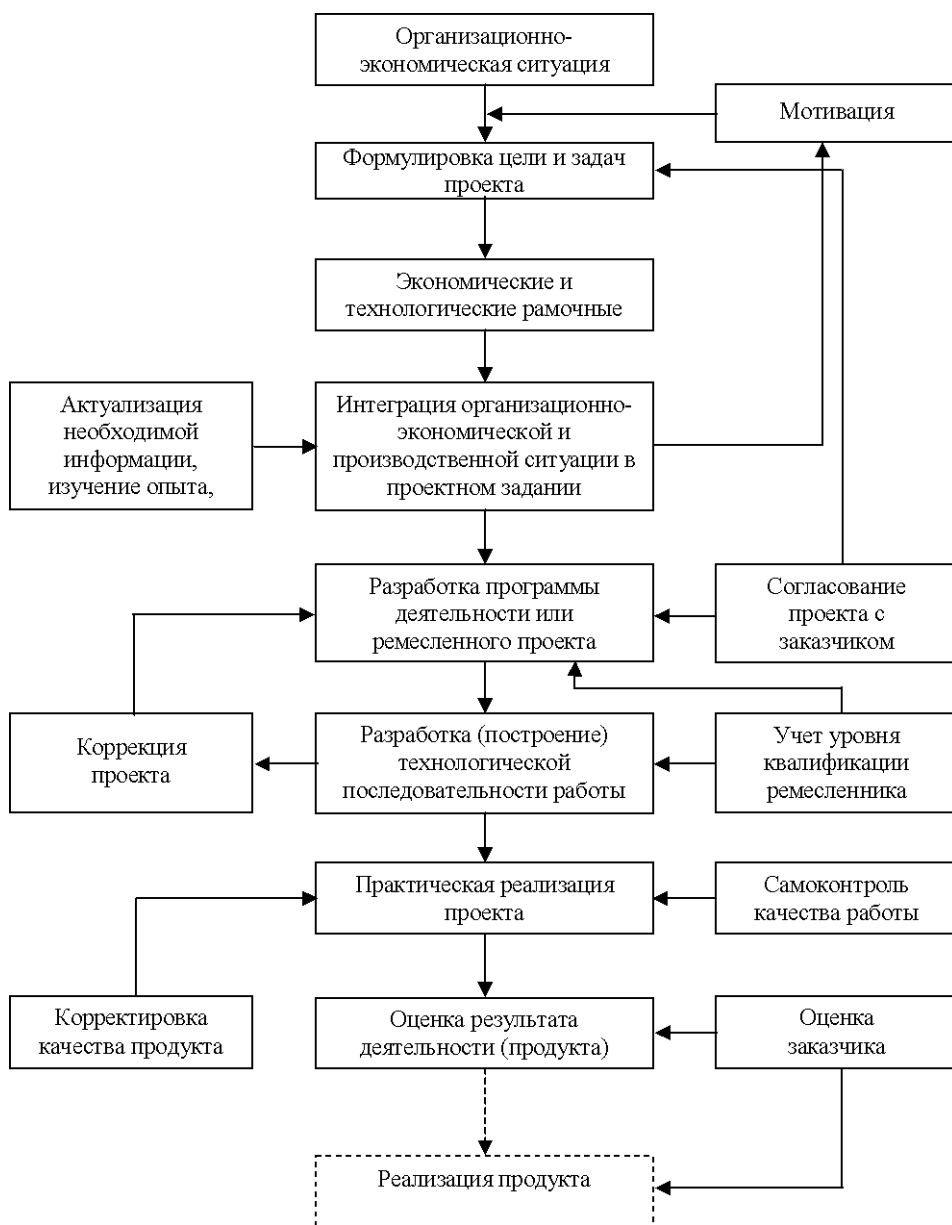 Организационно-
экономическая ситуация
Мотивация
Формулировка цели и задач
проекта
Экономические и
технологические рамочные
Актуализация
необходимой
информации,
изучение опыта,
Интеграция организационно-
экономической и
производственной ситуации в
проектном задании
Разработка программы
деятельности или
ремесленного проекта
Согласование
проекта с
заказчиком
Коррекция
проекта
Разработка (построение)
технологической
последовательности работы
Учет уровня
квалификации
ремесленника
Практическая реализация
проекта
Самоконтроль
качества работы
Корректировка
качества продукта
Оценка результата
деятельности (продукта)
Оценка
заказчика
Реализация продукта